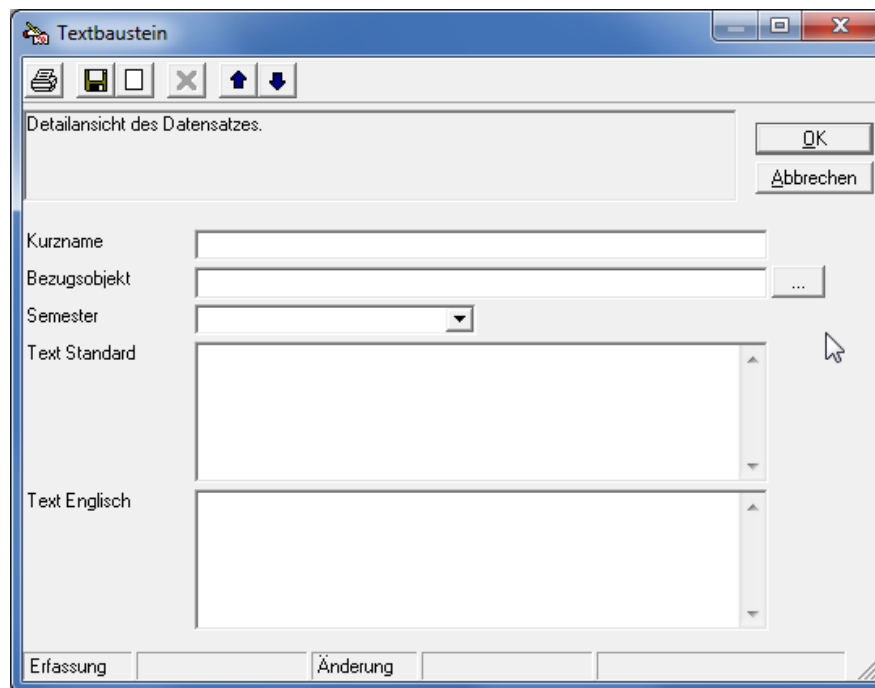 Textbaustein
Detailansicht des Datensatzes.
OK
Abbrechen
Kurzname
Bezugsobjekt
...
Semester
Text Standard
Text Englisch
Erfassung
Änderung